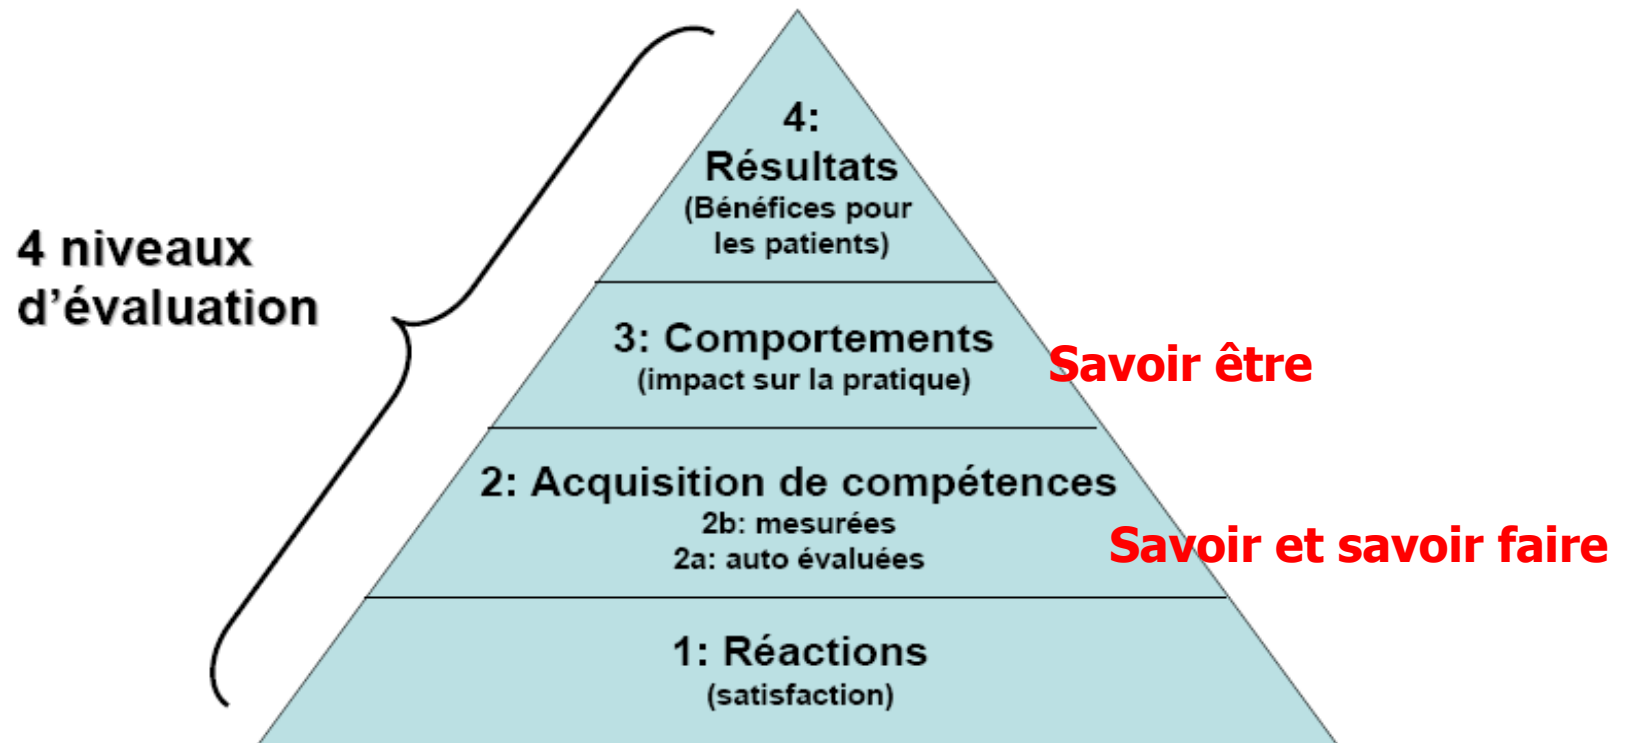 4:
Résultats
(Bénéfices pour
les patients)
4 niveaux
d'évaluation
3: Comportements
(impact sur la pratique)
Savoir être
2: Acquisition de compétences
2b: mesurées
2a: auto évaluées
Savoir et savoir faire
1: Réactions
(satisfaction)